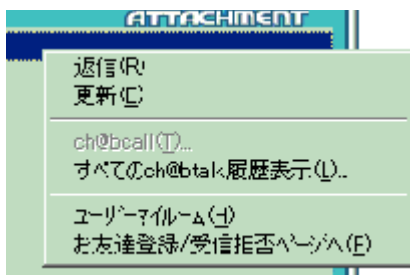 ATTACHMENT
返信(R)
更新(E)
ch@bcall(T)...
すべてのch@btalk履歴表示(L)..
ユーザーマイルーム(H)
お友達登録/受信拒否ページへ(F)